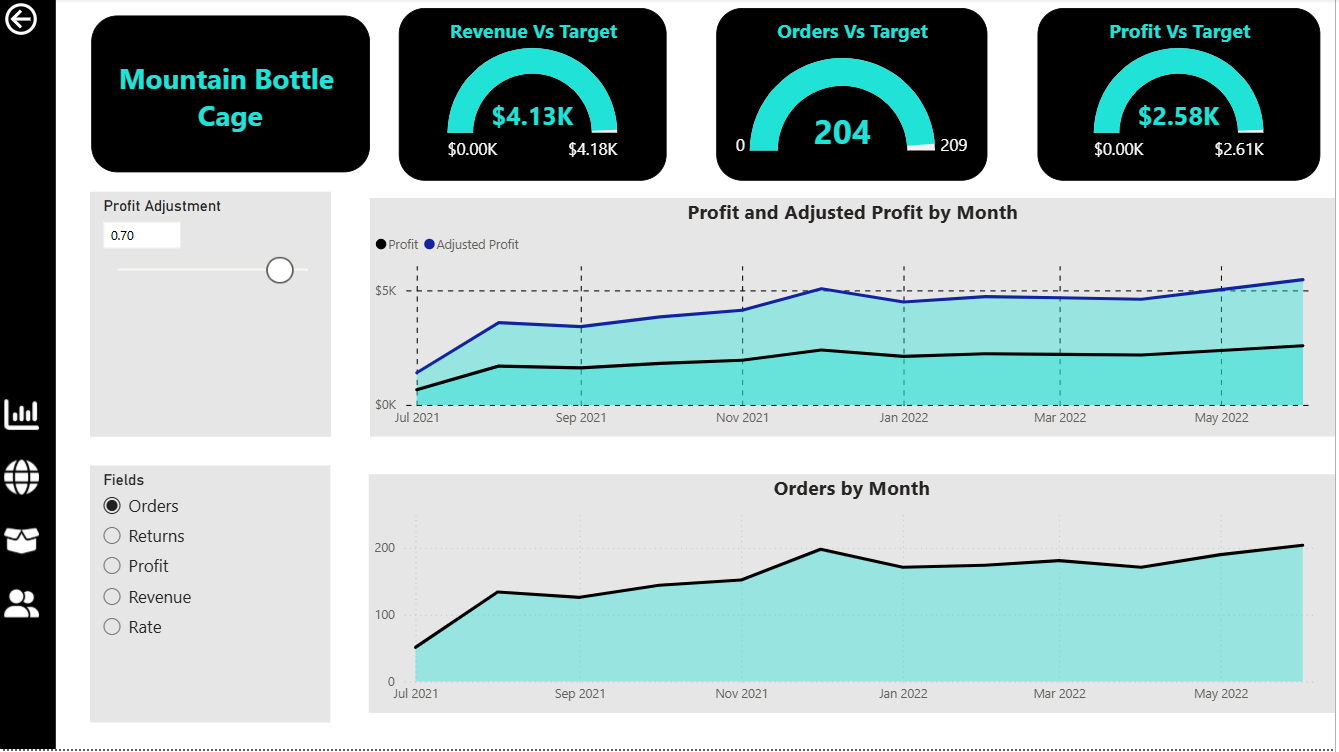 Mountain Bottle
Cage
Revenue Vs Target
$4.13K
$0.00K
$4.18K
Orders Vs Target
204
0
209
Profit Vs Target
$2.58K
$0.00K
$2.61K
Profit Adjustment
0.70
Profit and Adjusted Profit by Month
Profit
Adjusted Profit
$5K
$0K
Jul 2021
Sep 2021
Nov 2021
Jan 2022
Mar 2022
May 2022
Fields
Orders
Returns
Profit
Revenue
Rate
Orders by Month
200
100
0
Jul 2021
Sep 2021
Nov 2021
Jan 2022
Mar 2022
May 2022